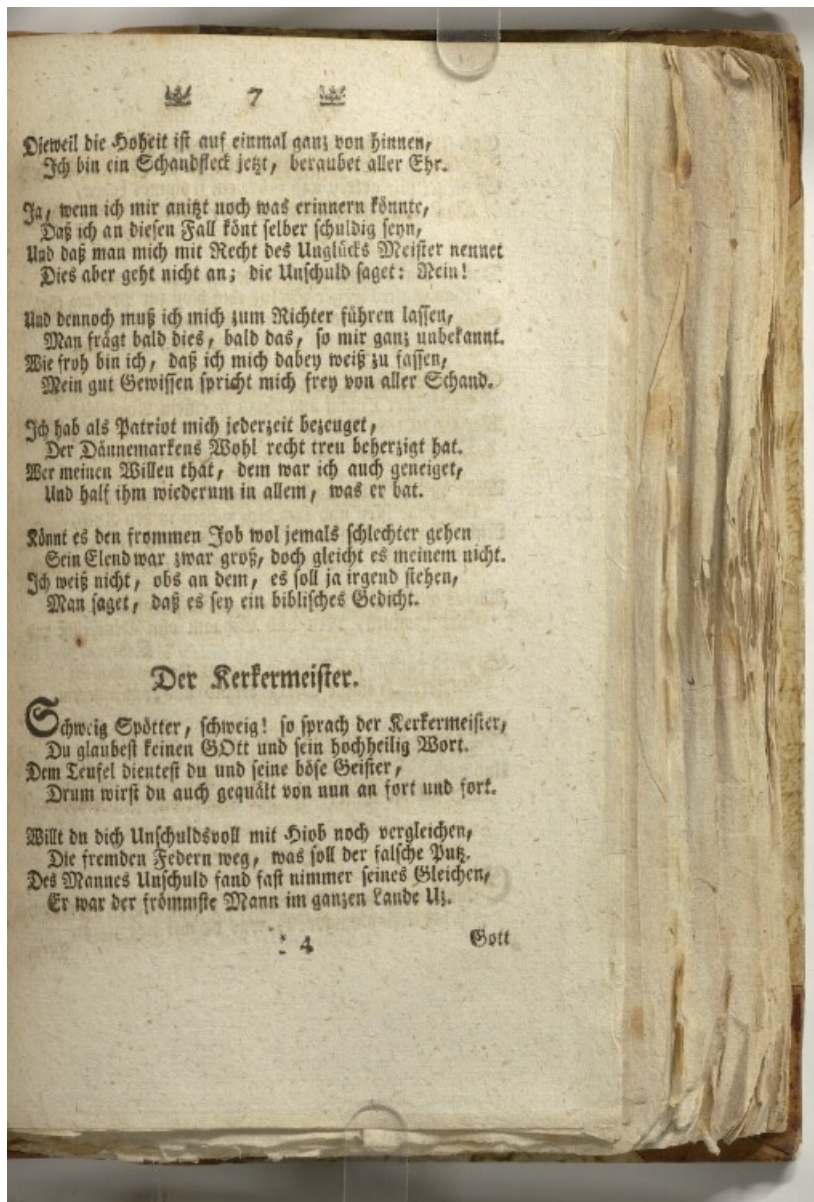 7
Dieweil die Hoheit ist auf einmal ganz von hinnen,
Ich bin ein Schandfleck jetzt, beraubet aller Ehr.
Ja, wenn ich mir anitzt noch was erinnern könnte,
Daß ich an diesen Fall könt selber schuldig seyn,
Und daß man mich mit Recht des Unglücks Meister nennet
Dies aber geht nicht an; die Unschuld saget: Nein!
Und dennoch muß ich mich zum Richter führen lassen,
Man frägt bald dies, bald das, so mir ganz unbekannt.
Wie froh bin ich, daß ich mich dabey weiß zu fassen,
Mein gut Gewissen spricht mich frey von aller Schand.
Ich hab als Patriot mich jederzeit bezeuget,
Der Dännemarkens Wohl recht treu beherzigt hat.
Wer meinen Willen that, dem war ich auch geneiget,
Und half ihm wiederum in allem, was er bat.
Könnt es den frommen Job wol jemals schlechter gehen
Sein Elend war zwar groß, doch gleicht es meinem nicht.
Ich weiß nicht, obs an dem, es soll ja irgend stehen,
Man saget, daß es sey ein biblisches Gedicht.
Der Kerkermeister.
Schweig Spötter, schweig! so sprach der Kerkermeister,
Du glaubest keinen GOtt und sein hochheilig Wort.
Dem Teufel dientest du und seine böse Geister,
Drum wirst du auch gequält von nun an fort und fort.
Willt du dich Unschuldsvoll mit Hiob noch vergleichen,
Die fremden Federn weg, was soll der falsche Putz.
Des Mannes Unschuld fand fast nimmer seines Gleichen,
Er war der frömmste Mann im ganzen Lande Uz.
: 4 Gott